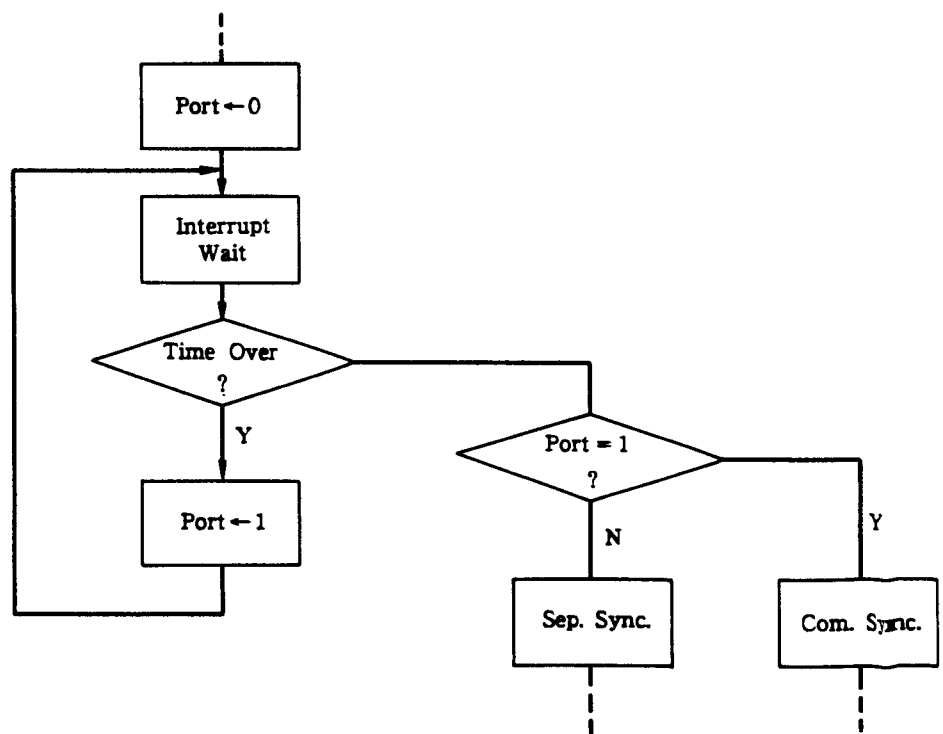 Port ← 0
Interrupt
Wait
Time Over
?
Y
Port ← 1
Port = 1
?
N
Y
Sep. Sync.
Com. Sync.